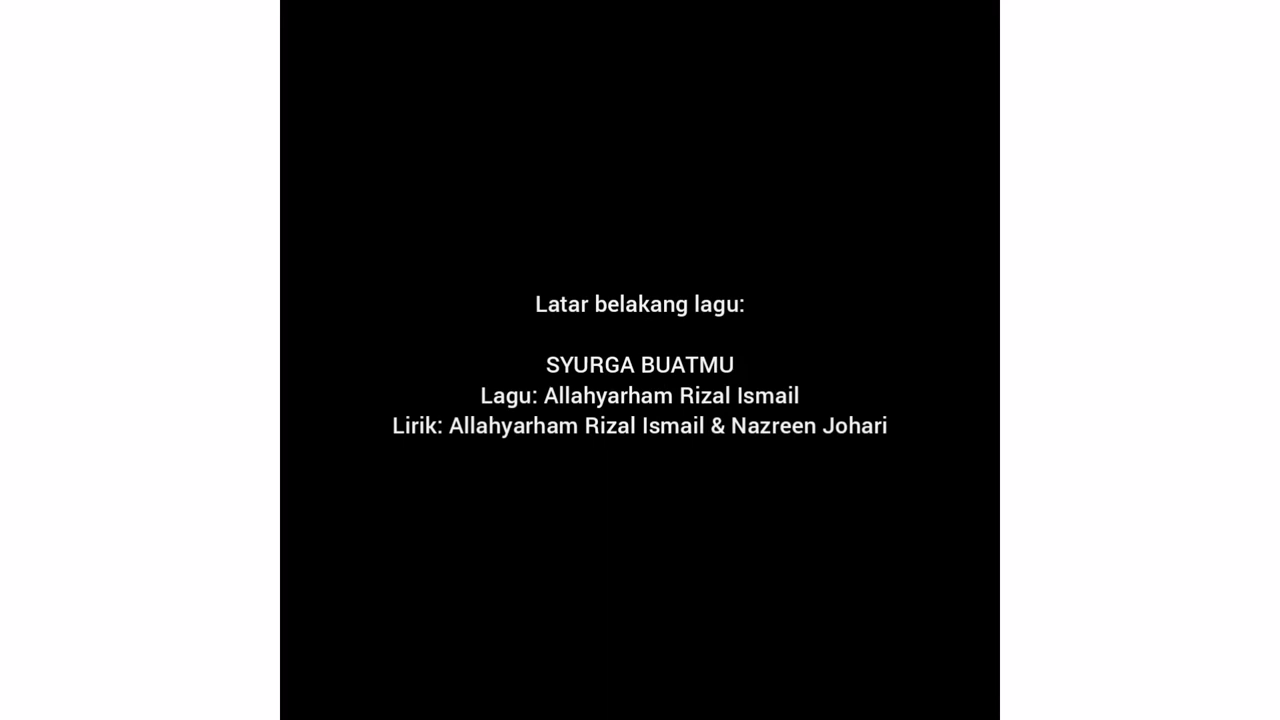 Latar belakang lagu:
SYURGA BUATMU
Lagu: Allahyarham Rizal Ismail
Lirik: Allahyarham Rizal Ismail & Nazreen Johari